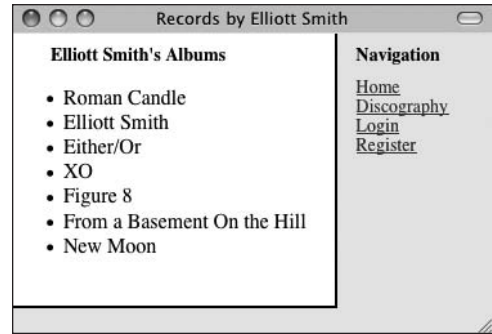 Records by Elliott Smith
Elliott Smith's Albums
• Roman Candle
• Elliott Smith
• Either/Or
• XO
• Figure 8
• From a Basement On the Hill
• New Moon
Navigation
Home
Discography
Login
Register